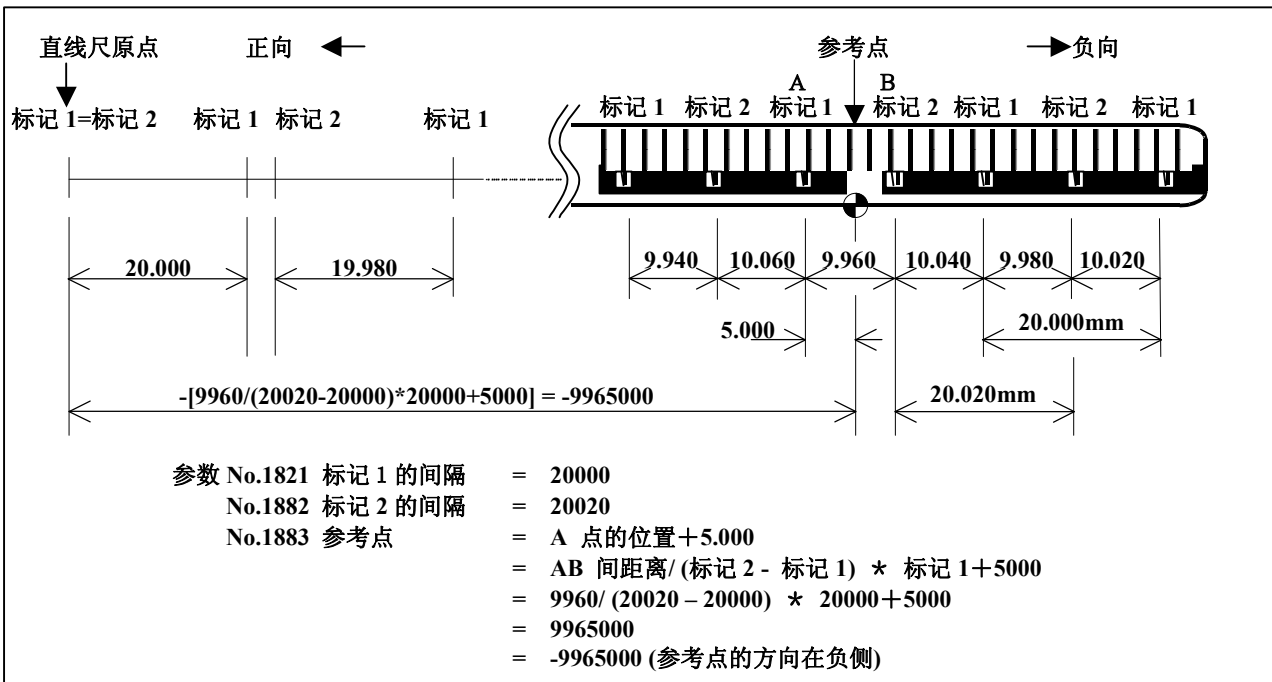 直线尺原点 正向 参考点 负向
A B
标记 1=标记 2 标记 1 标记 2 标记 1 标记 1 标记 2 标记 1 标记 2 标记 1 标记 2 标记 1
20.000 19.980 9.940 10.060 9.960 10.040 9.980 10.020
5.000 20.000mm
-[9960/(20020-20000)*20000+5000] = -9965000 20.020mm
参数 No.1821 标记 1 的间隔 = 20000
No.1882 标记 2 的间隔 = 20020
No.1883 参考点 = A 点的位置＋5.000
= AB 间距离/ (标记 2 - 标记 1) ＊ 标记 1＋5000
= 9960/ (20020 – 20000) ＊ 20000＋5000
= 9965000
= -9965000 (参考点的方向在负侧)